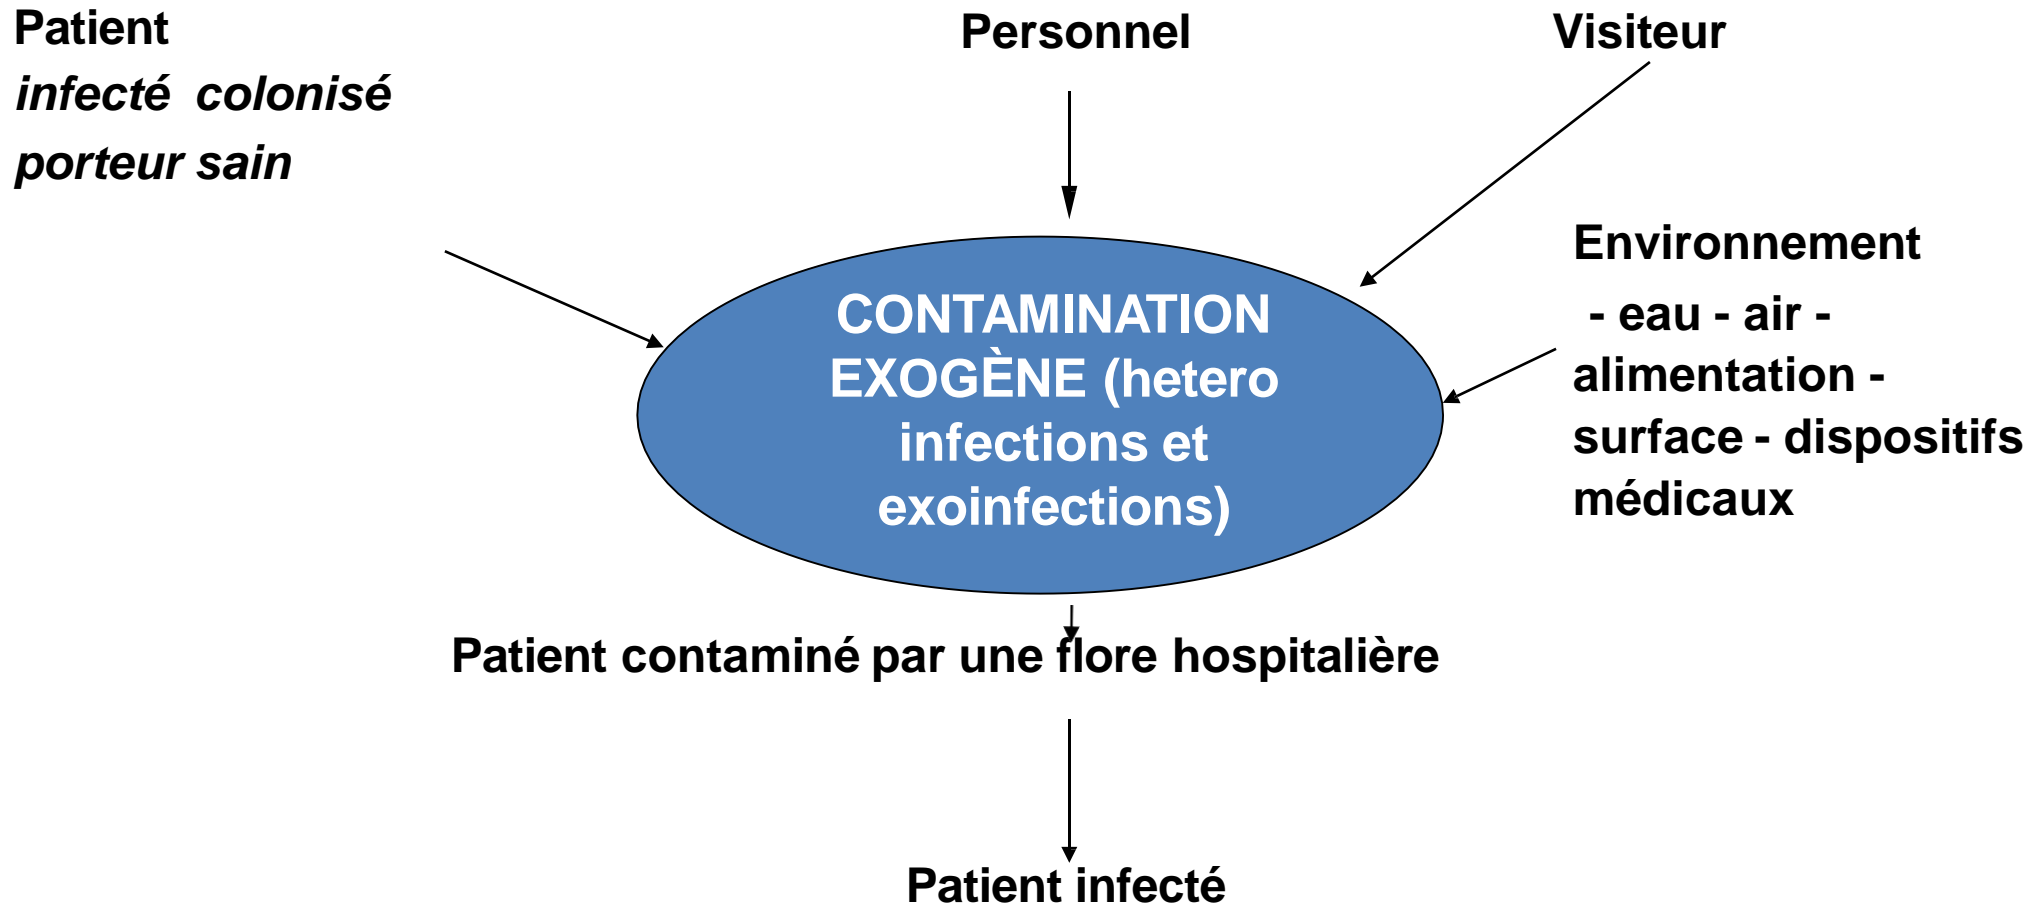 Patient
infecté colonisé
porteur sain
Personnel
Visiteur
Environnement
- eau - air -
alimentation -
surface - dispositifs
médicaux
CONTAMINATION
EXOGÈNE (hetero
infections et
exoinfections)
Patient contaminé par une flore hospitalière
Patient infecté